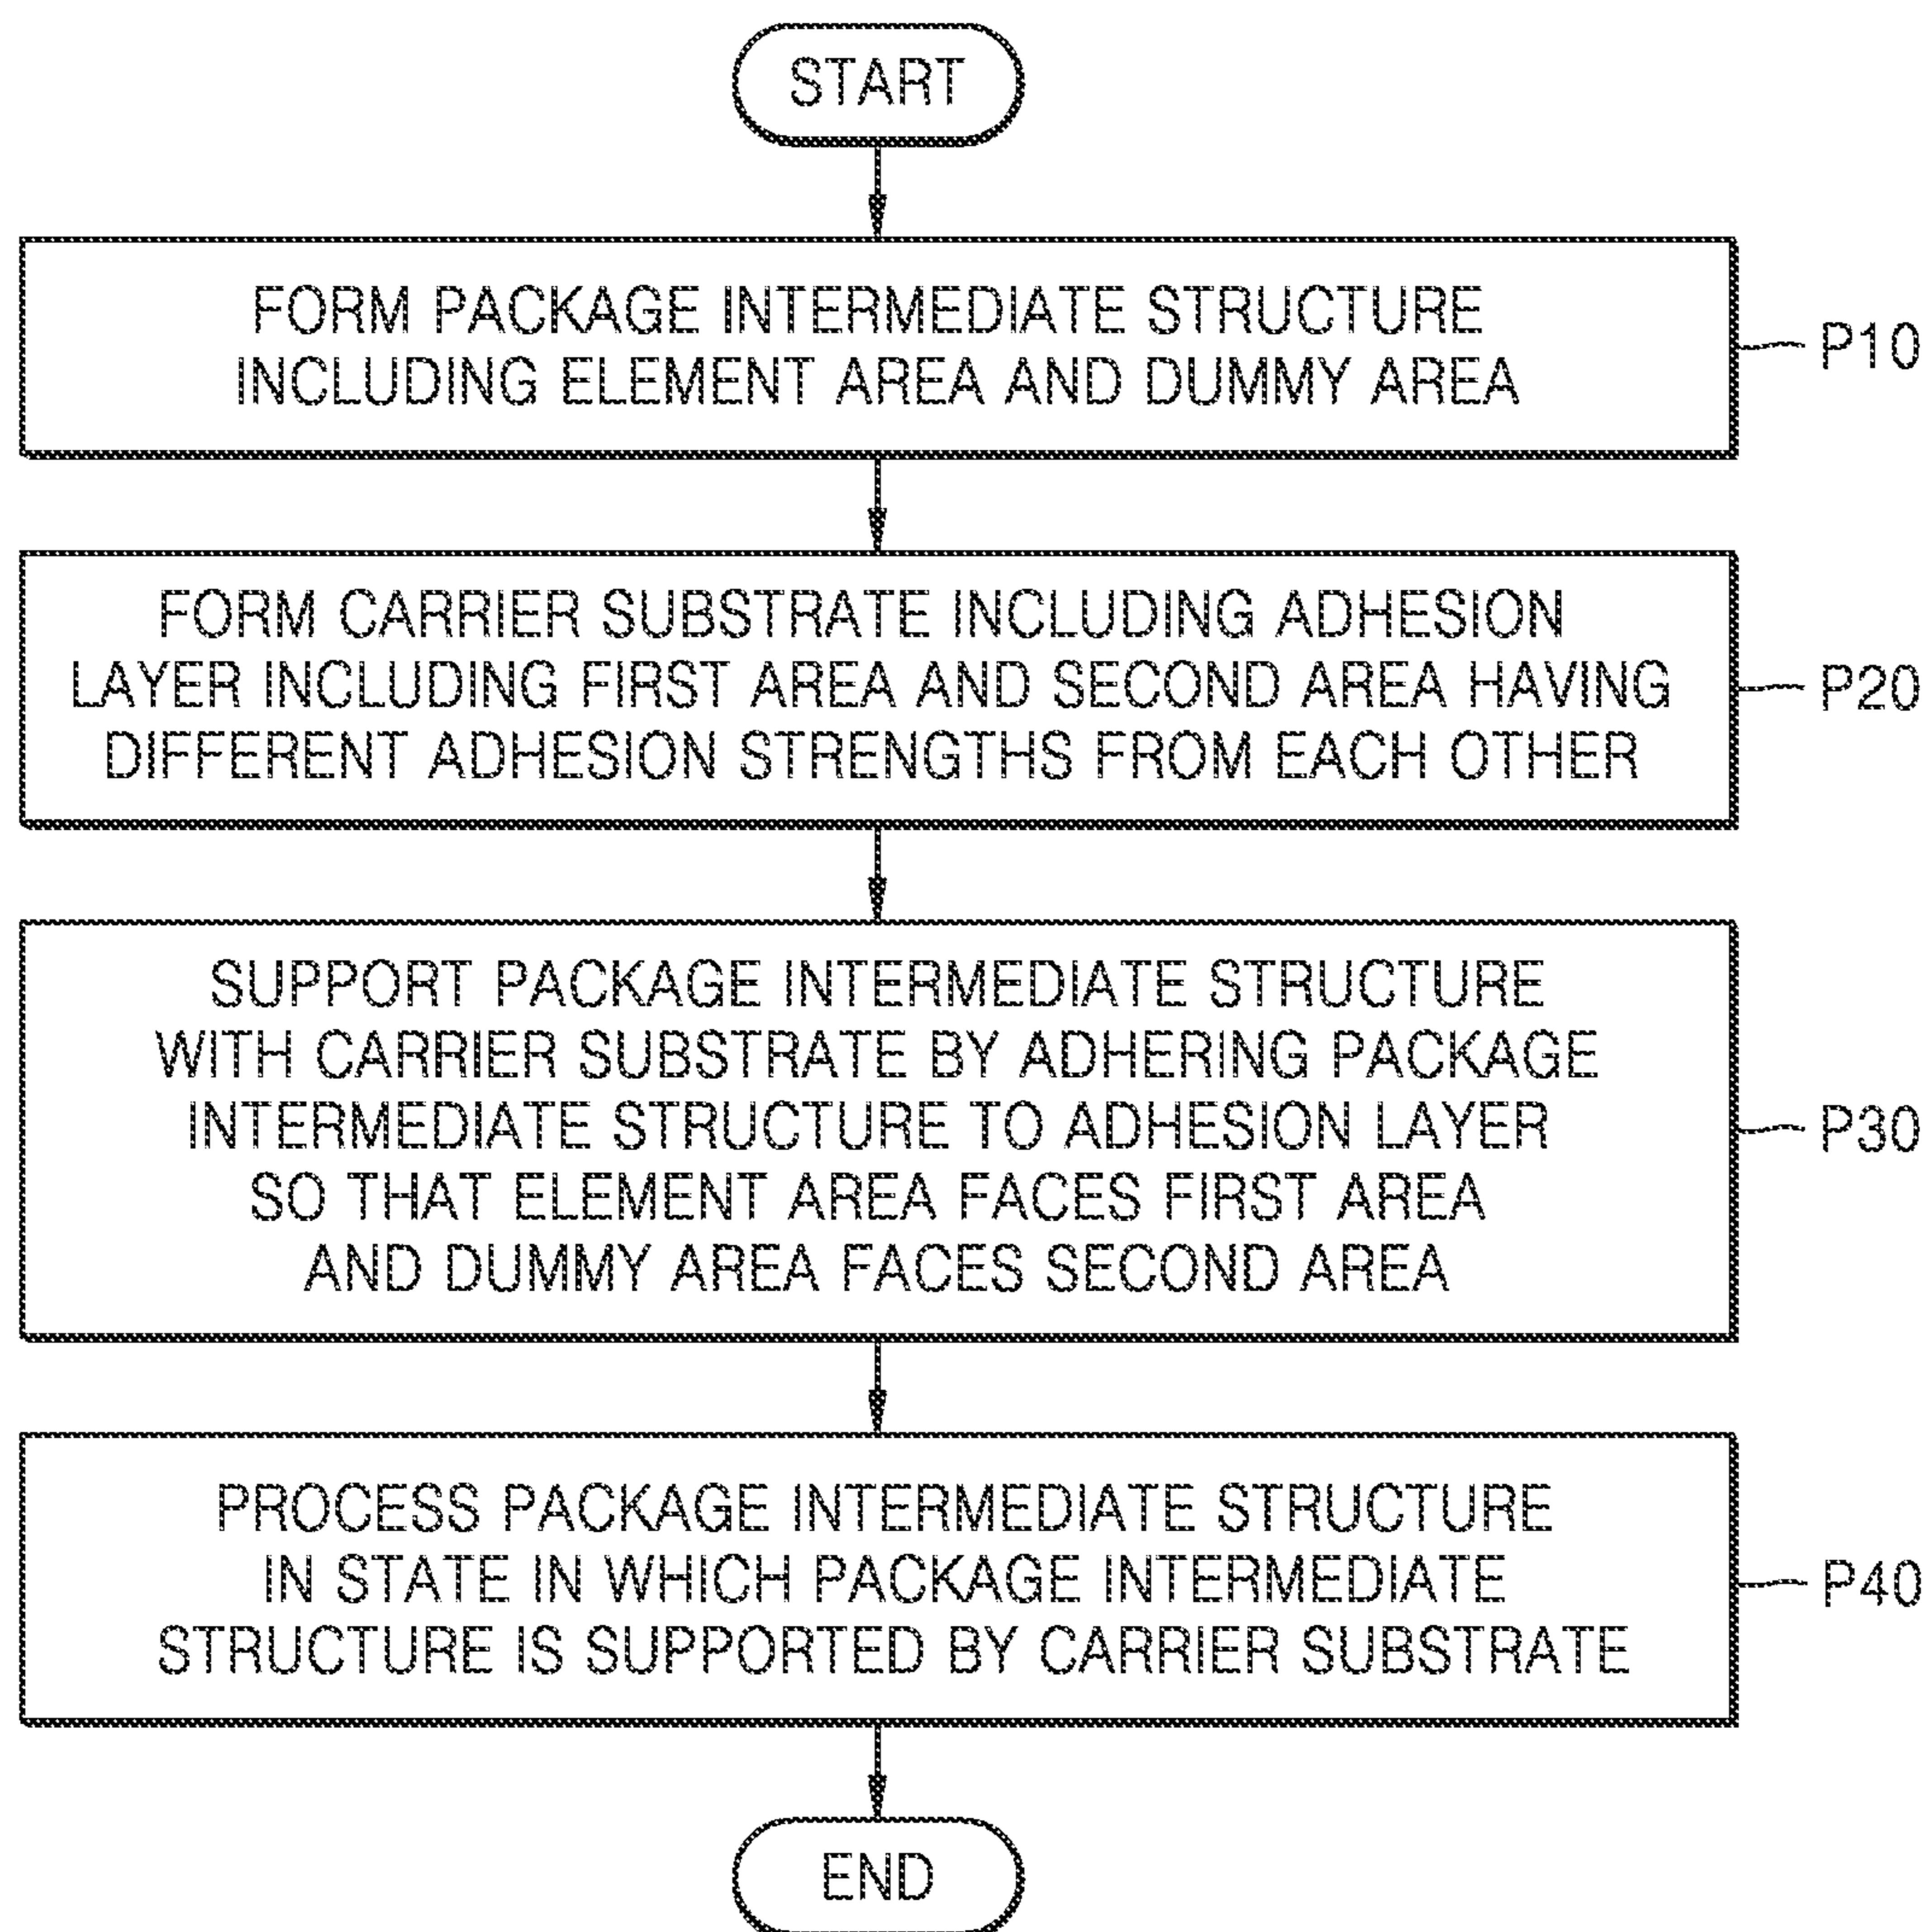 START
FORM PACKAGE INTERMEDIATE STRUCTURE
INCLUDING ELEMENT AREA AND DUMMY AREA
P10
FORM CARRIER SUBSTRATE INCLUDING ADHESION
LAYER INCLUDING FIRST AREA AND SECOND AREA HAVING
DIFFERENT ADHESION STRENGTHS FROM EACH OTHER
P20
SUPPORT PACKAGE INTERMEDIATE STRUCTURE
WITH CARRIER SUBSTRATE BY ADHERING PACKAGE
INTERMEDIATE STRUCTURE TO ADHESION LAYER
SO THAT ELEMENT AREA FACES FIRST AREA
AND DUMMY AREA FACES SECOND AREA
P30
PROCESS PACKAGE INTERMEDIATE STRUCTURE
IN STATE IN WHICH PACKAGE INTERMEDIATE
STRUCTURE IS SUPPORTED BY CARRIER SUBSTRATE
P40
END